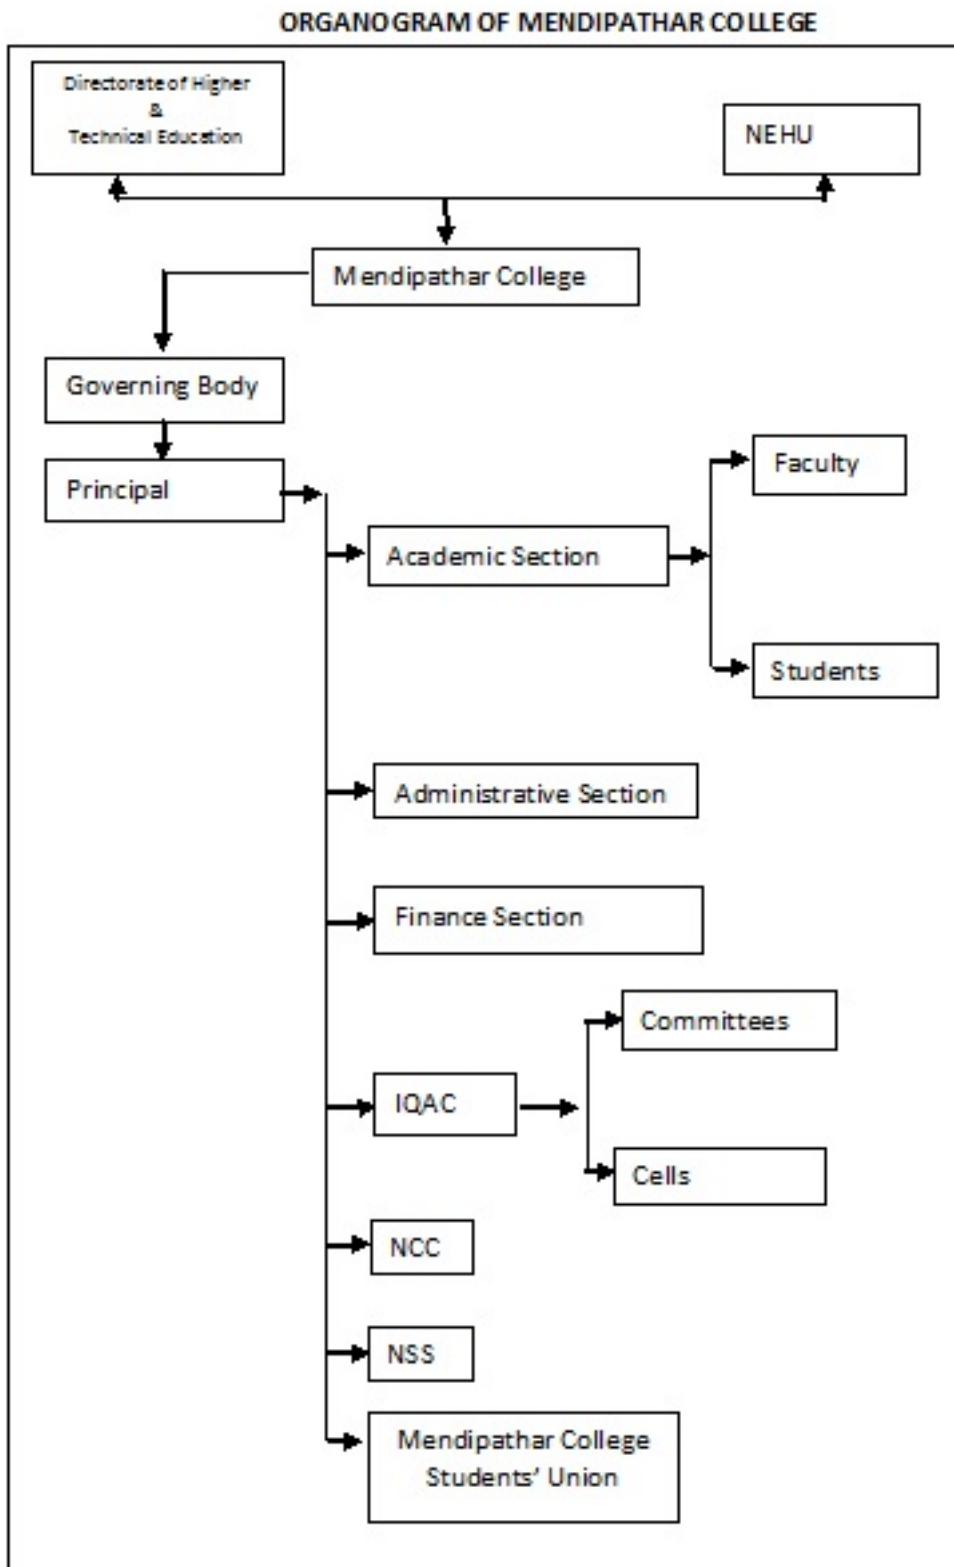 ORGANOGRAM OF MENDIPATHAR COLLEGE
Directorate of Higher
&
Technical Education
NEHU
Mendipathar College
Governing Body
Principal
Faculty
Academic Section
Students
Administrative Section
Finance Section
Committees
IQAC
Cells
NCC
NSS
Mendipathar College
Students' Union